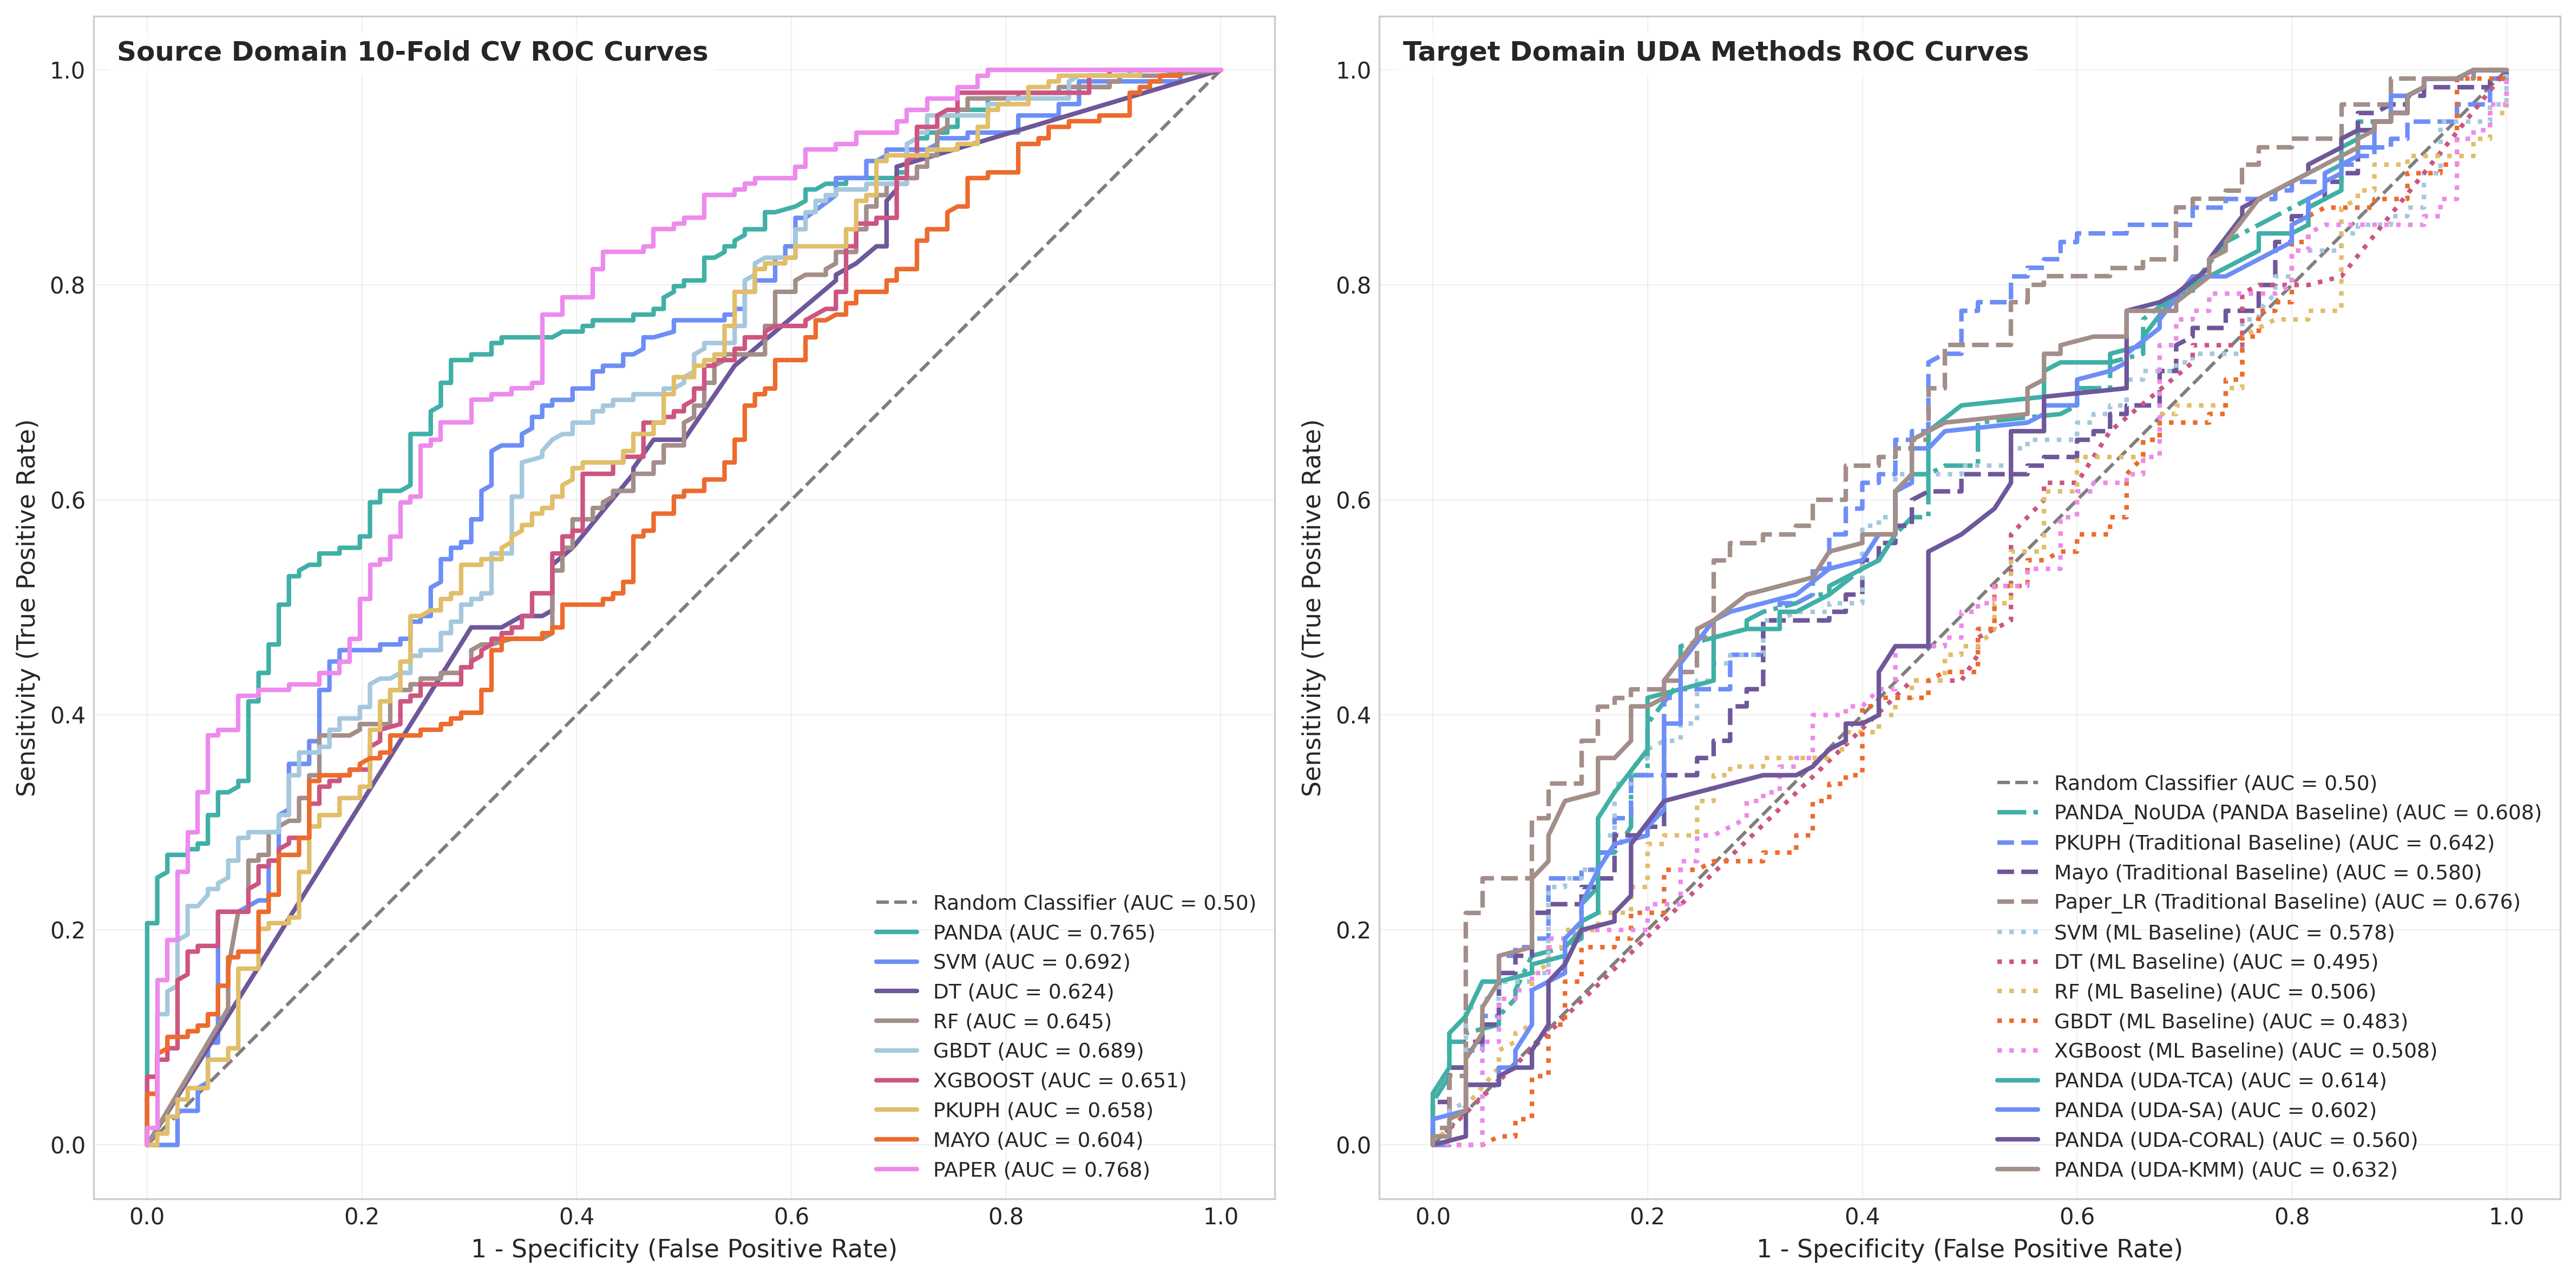 Source Domain 10-Fold CV ROC Curves
Sensitivity (True Positive Rate)
1.0
0.8
0.6
0.4
0.2
0.0
Random Classifier (AUC = 0.50)
PANDA (AUC = 0.765)
SVM (AUC = 0.692)
DT (AUC = 0.624)
RF (AUC = 0.645)
GBDT (AUC = 0.689)
XGBOOST (AUC = 0.651)
PKUPH (AUC = 0.658)
MAYO (AUC = 0.604)
PAPER (AUC = 0.768)
0.0 0.2 0.4 0.6 0.8 1.0
1 - Specificity (False Positive Rate)
Target Domain UDA Methods ROC Curves
Sensitivity (True Positive Rate)
1.0
0.8
0.6
0.4
0.2
0.0
Random Classifier (AUC = 0.50)
PANDA_NoUDA (PANDA Baseline) (AUC = 0.608)
PKUPH (Traditional Baseline) (AUC = 0.642)
Mayo (Traditional Baseline) (AUC = 0.580)
Paper_LR (Traditional Baseline) (AUC = 0.676)
SVM (ML Baseline) (AUC = 0.578)
DT (ML Baseline) (AUC = 0.495)
RF (ML Baseline) (AUC = 0.506)
GBDT (ML Baseline) (AUC = 0.483)
XGBoost (ML Baseline) (AUC = 0.508)
PANDA (UDA-TCA) (AUC = 0.614)
PANDA (UDA-SA) (AUC = 0.602)
PANDA (UDA-CORAL) (AUC = 0.560)
PANDA (UDA-KMM) (AUC = 0.632)
0.0 0.2 0.4 0.6 0.8 1.0
1 - Specificity (False Positive Rate)